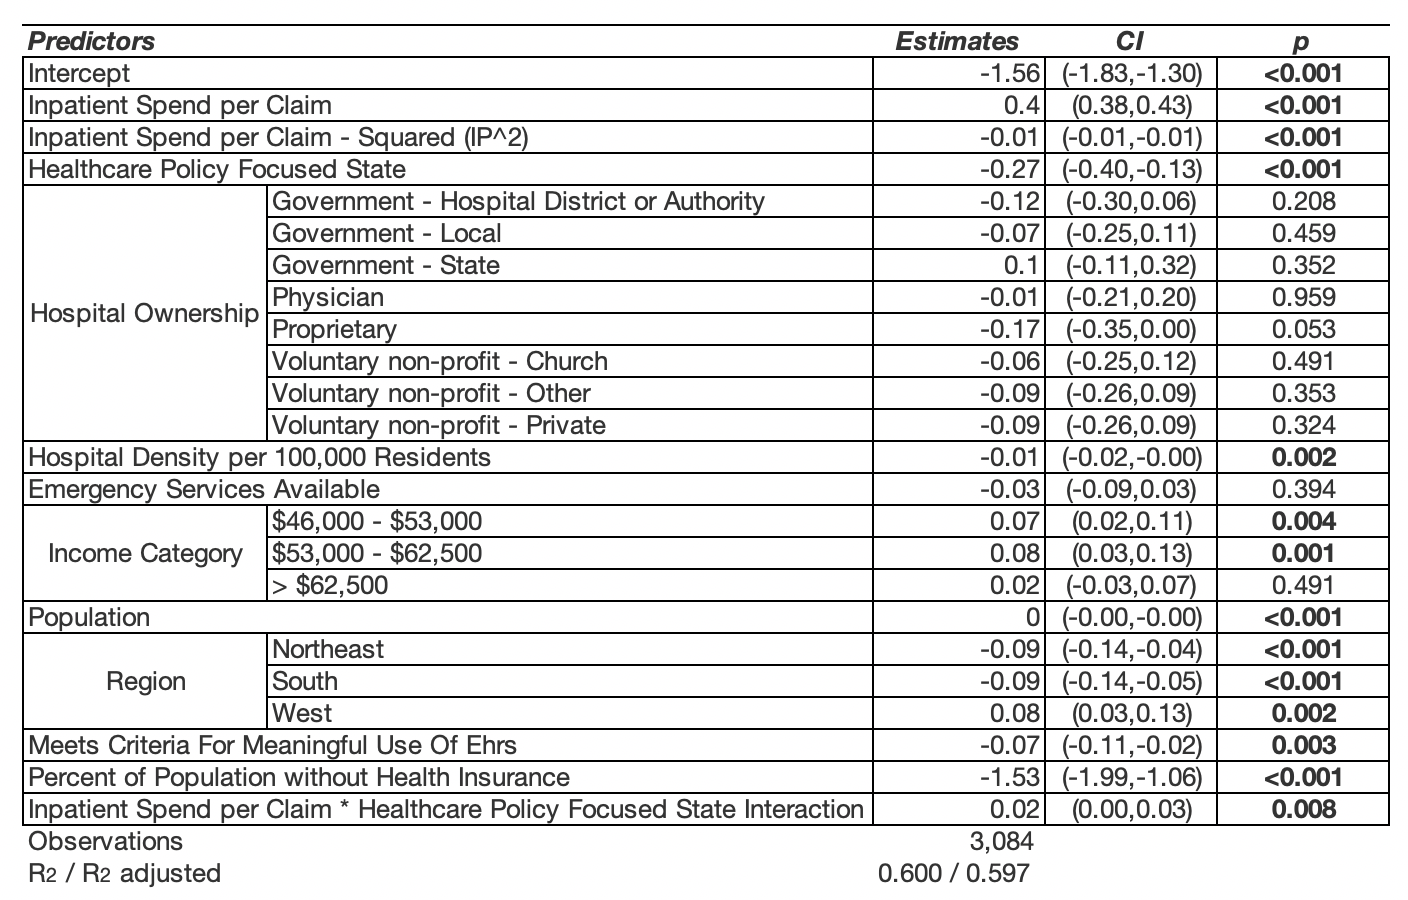 Predictors Estimates CI p
Intercept -1.56 (-1.83,-1.30) <0.001
Inpatient Spend per Claim 0.4 (0.38,0.43) <0.001
Inpatient Spend per Claim - Squared (IP^2) -0.01 (-0.01,-0.01) <0.001
Healthcare Policy Focused State -0.27 (-0.40,-0.13) <0.001
Hospital Ownership
Government - Hospital District or Authority -0.12 (-0.30,0.06) 0.208
Government - Local -0.07 (-0.25,0.11) 0.459
Government - State 0.1 (-0.11,0.32) 0.352
Physician -0.01 (-0.21,0.20) 0.959
Proprietary -0.17 (-0.35,0.00) 0.053
Voluntary non-profit - Church -0.06 (-0.25,0.12) 0.491
Voluntary non-profit - Other -0.09 (-0.26,0.09) 0.353
Voluntary non-profit - Private -0.09 (-0.26,0.09) 0.324
Hospital Density per 100,000 Residents -0.01 (-0.02,-0.00) 0.002
Emergency Services Available -0.03 (-0.09,0.03) 0.394
Income Category
$46,000 - $53,000 0.07 (0.02,0.11) 0.004
$53,000 - $62,500 0.08 (0.03,0.13) 0.001
> $62,500 0.02 (-0.03,0.07) 0.491
Population 0 (-0.00,-0.00) <0.001
Region
Northeast -0.09 (-0.14,-0.04) <0.001
South -0.09 (-0.14,-0.05) <0.001
West 0.08 (0.03,0.13) 0.002
Meets Criteria For Meaningful Use Of Ehrs -0.07 (-0.11,-0.02) 0.003
Percent of Population without Health Insurance -1.53 (-1.99,-1.06) <0.001
Inpatient Spend per Claim * Healthcare Policy Focused State Interaction 0.02 (0.00,0.03) 0.008
Observations 3,084
R2 / R2 adjusted 0.600 / 0.597